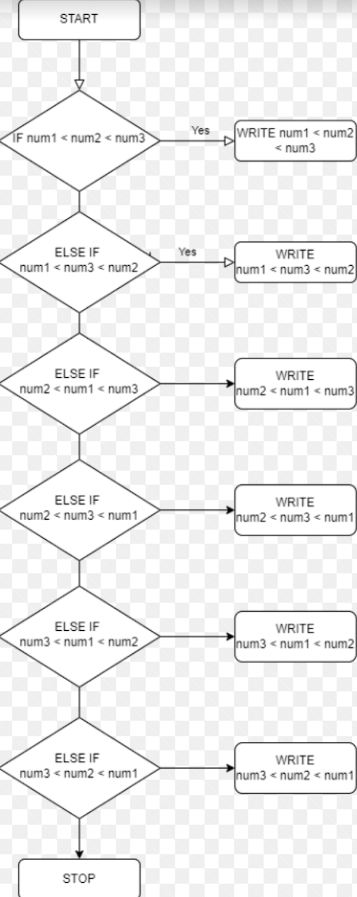 START
IF num1 < num2 < num3
Yes
WRITE num1 < num2
< num3
ELSE IF
num1 < num3 < num2
Yes
WRITE
num1 < num3 < num2
ELSE IF
num2 < num1 < num3
WRITE
num2 < num1 < num3
ELSE IF
num2 < num3 < num1
WRITE
num2 < num3 < num1
ELSE IF
num3 < num1 < num2
WRITE
num3 < num1 < num2
ELSE IF
num3 < num2 < num1
WRITE
num3 < num2 < num1
STOP